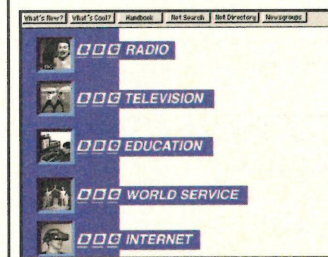 What's New? What's Cool? Handbook Net Search Net Directory Newsgroups
BBC RADIO
BBC TELEVISION
BBC EDUCATION
BBC WORLD SERVICE
BBC INTERNET